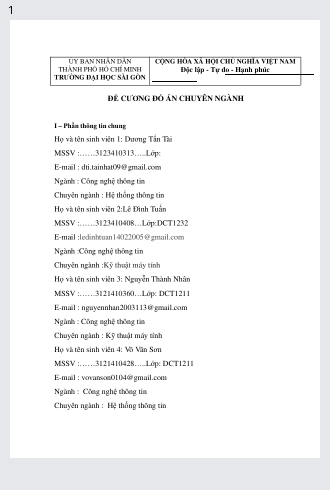 1
ỦY BAN NHÂN DÂN
THÀNH PHỐ HỒ CHÍ MINH
TRƯỜNG ĐẠI HỌC SÀI GÒN
CỘNG HÒA XÃ HỘI CHỦ NGHĨA VIỆT NAM
Độc lập - Tự do - Hạnh phúc
ĐỀ CƯƠNG ĐỒ ÁN CHUYÊN NGÀNH
I – Phần thông tin chung
Họ và tên sinh viên 1: Dương Tấn Tài
MSSV :……3123410313…..Lớp:
E-mail : dti.tainhat09@gmail.com
Ngành : Công nghệ thông tin
Chuyên ngành : Hệ thống thông tin
Họ và tên sinh viên 2:Lê Đình Tuấn
MSSV :……3123410408…Lớp:DCT1232
E-mail :ledinhtuan14022005@gmail.com
Ngành :Công nghệ thông tin
Chuyên ngành :Kỹ thuật máy tính
Họ và tên sinh viên 3: Nguyễn Thành Nhân
MSSV :……3121410360…Lớp: DCT1211
E-mail : nguyennhan2003113@gmail.com
Ngành : Công nghệ thông tin
Chuyên ngành : Kỹ thuật máy tính
Họ và tên sinh viên 4: Võ Văn Sơn
MSSV :……3121410428….Lớp: DCT1211
E-mail : vovanson0104@gmail.com
Ngành : Công nghệ thông tin
Chuyên ngành : Hệ thống thông tin